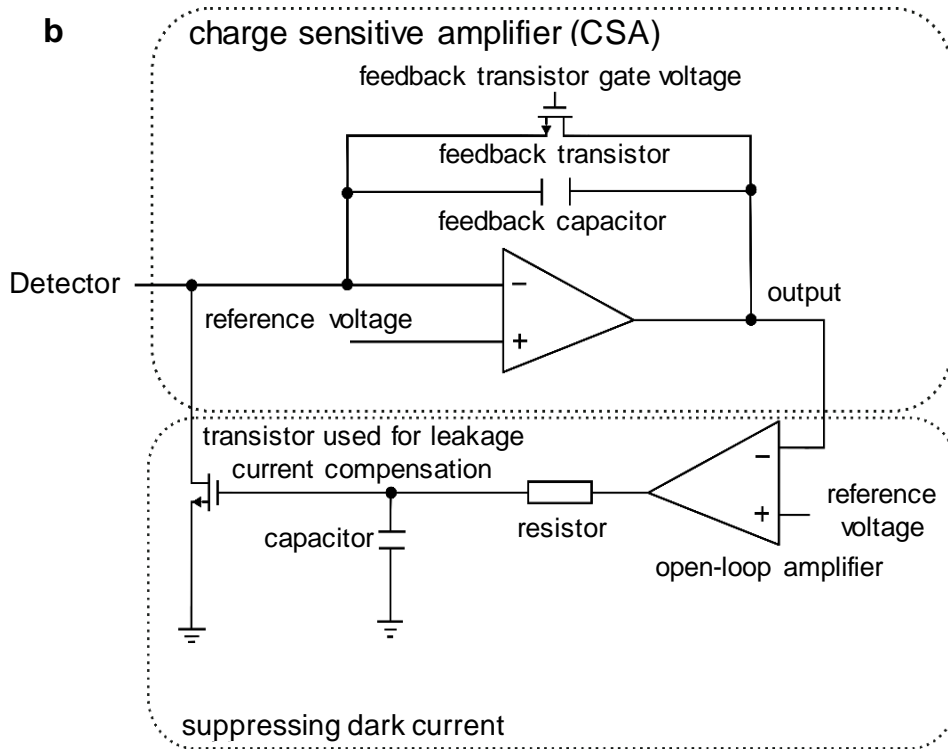 b
charge sensitive amplifier (CSA)
feedback transistor gate voltage
feedback transistor
feedback capacitor
Detector
−
output
reference voltage
+
transistor used for leakage
current compensation
−
reference
voltage
+
resistor
capacitor
open-loop amplifier
suppressing dark current